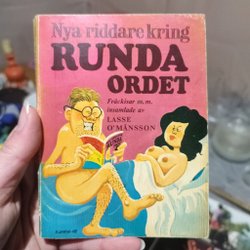 Nya riddare kring
RUNDA
ORDET
Fräckisar m.m.
insamlade av
LASSE
O'MÅNSSON